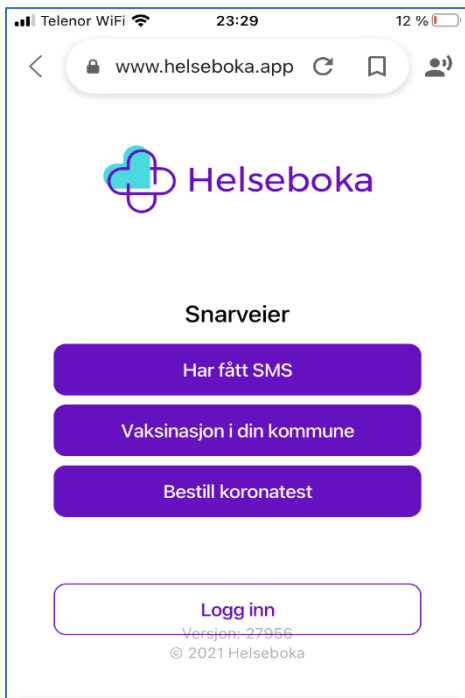 Telenor WiFi 23:29 12 %
www.helseboka.app
Helseboka
Snarveier
Har fått SMS
Vaksinasjon i din kommune
Bestill koronatest
Logg inn
Versjon: 27956
© 2021 Helseboka